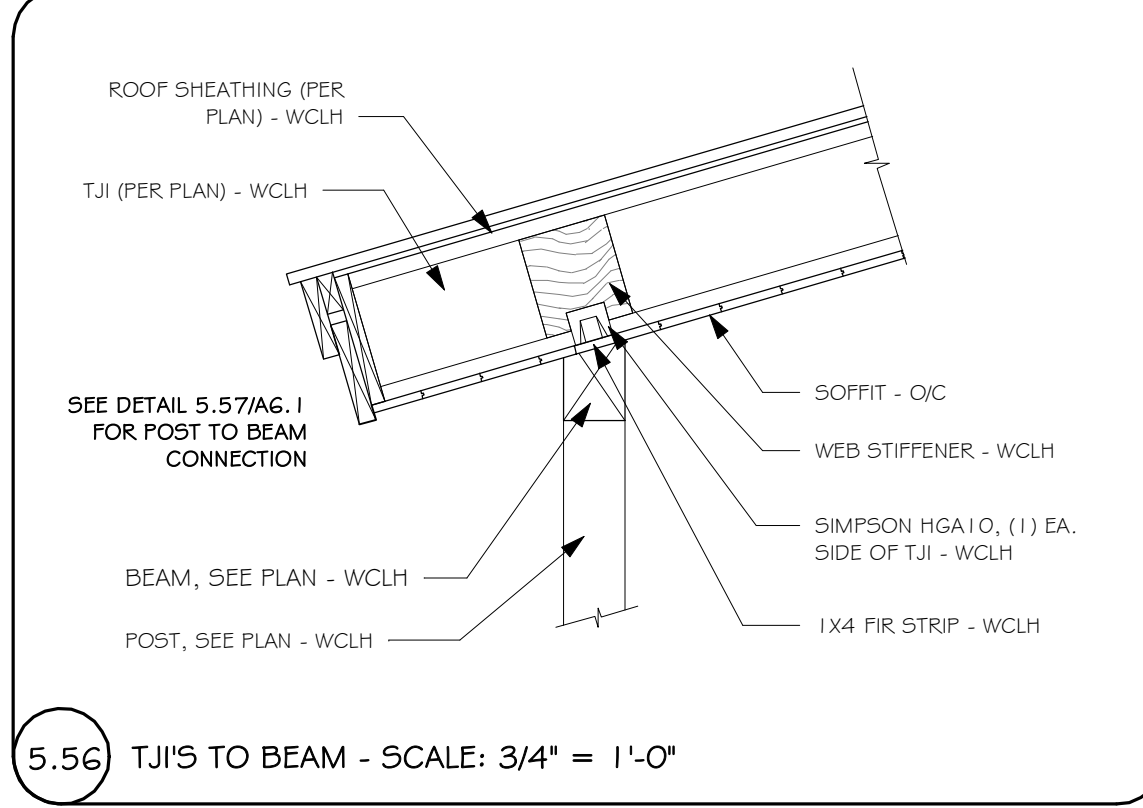 ROOF SHEATHING (PER
PLAN) - WCLH
TJI (PER PLAN) - WCLH
SEE DETAIL 5.57/A6.1
FOR POST TO BEAM
CONNECTION
BEAM, SEE PLAN - WCLH
POST, SEE PLAN - WCLH
SOFFIT - O/C
WEB STIFFENER - WCLH
SIMPSON HGA10, (1) EA.
SIDE OF TJI - WCLH
1X4 FIR STRIP - WCLH
5.56 TJI'S TO BEAM - SCALE: 3/4" = 1'-0"